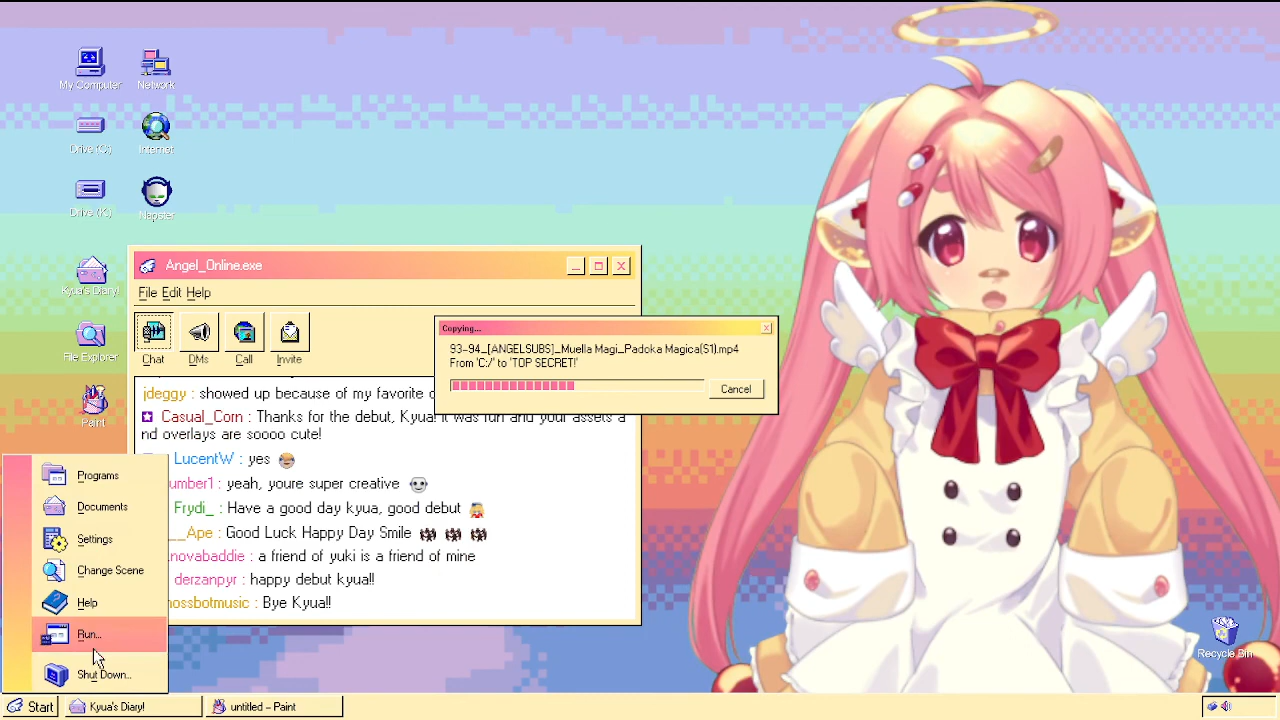 My Computer
Network
Drive (C)
Internet
Drive (K)
Napster
Kyua's Diary!
File Explorer
Paint
Angel_Online.exe
File Edit Help
Chat
DMs
Call
Invite
Copying...
93-94_[ANGELSUBS]_Muella Magi_Padoka Magica(S1).mp4
From 'C:/' to 'TOP SECRET!'
Cancel
jdeggy : showed up because of my favorite
Casual_Corn : Thanks for the debut, Kyua! It was fun and your assets a
nd overlays are soooo cute!
LucentW : yes
umber1 : yeah, youre super creative
Frydi_ : Have a good day kyua, good debut
__Ape : Good Luck Happy Day Smile
novabaddie : a friend of yuki is a friend of mine
derzanpyr : happy debut kyua!!
nossbotmusic : Bye Kyua!!
Programs
Documents
Settings
Change Scene
Help
Run...
Shut Down...
Recycle Bin
Start
Kyua's Diary!
untitled - Paint